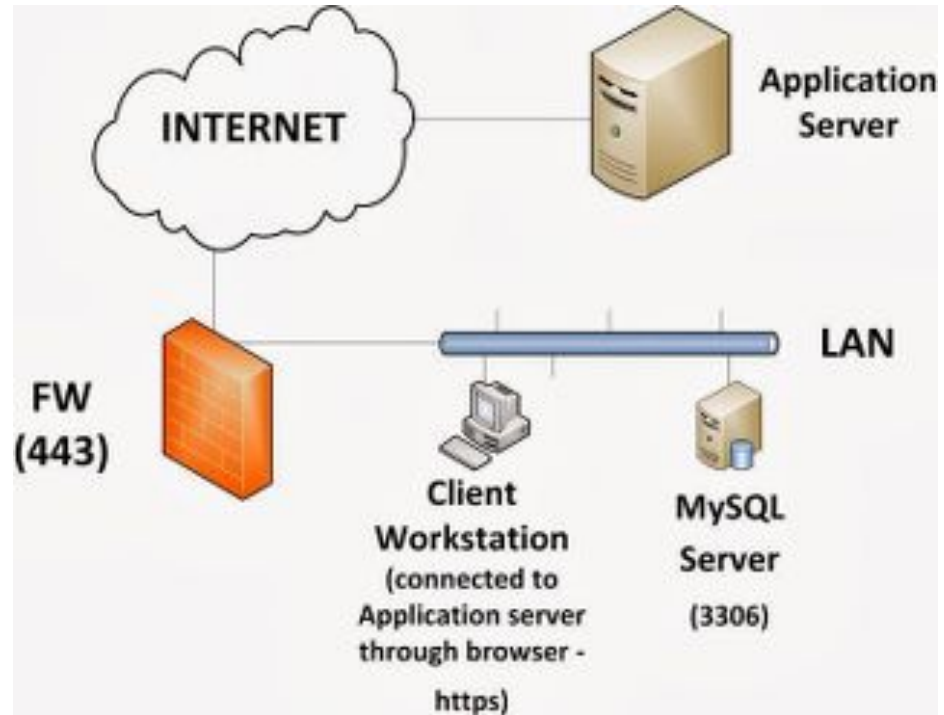 INTERNET
Application
Server
FW
(443)
LAN
Client
Workstation
(connected to
Application server
through browser -
https)
MySQL
Server
(3306)